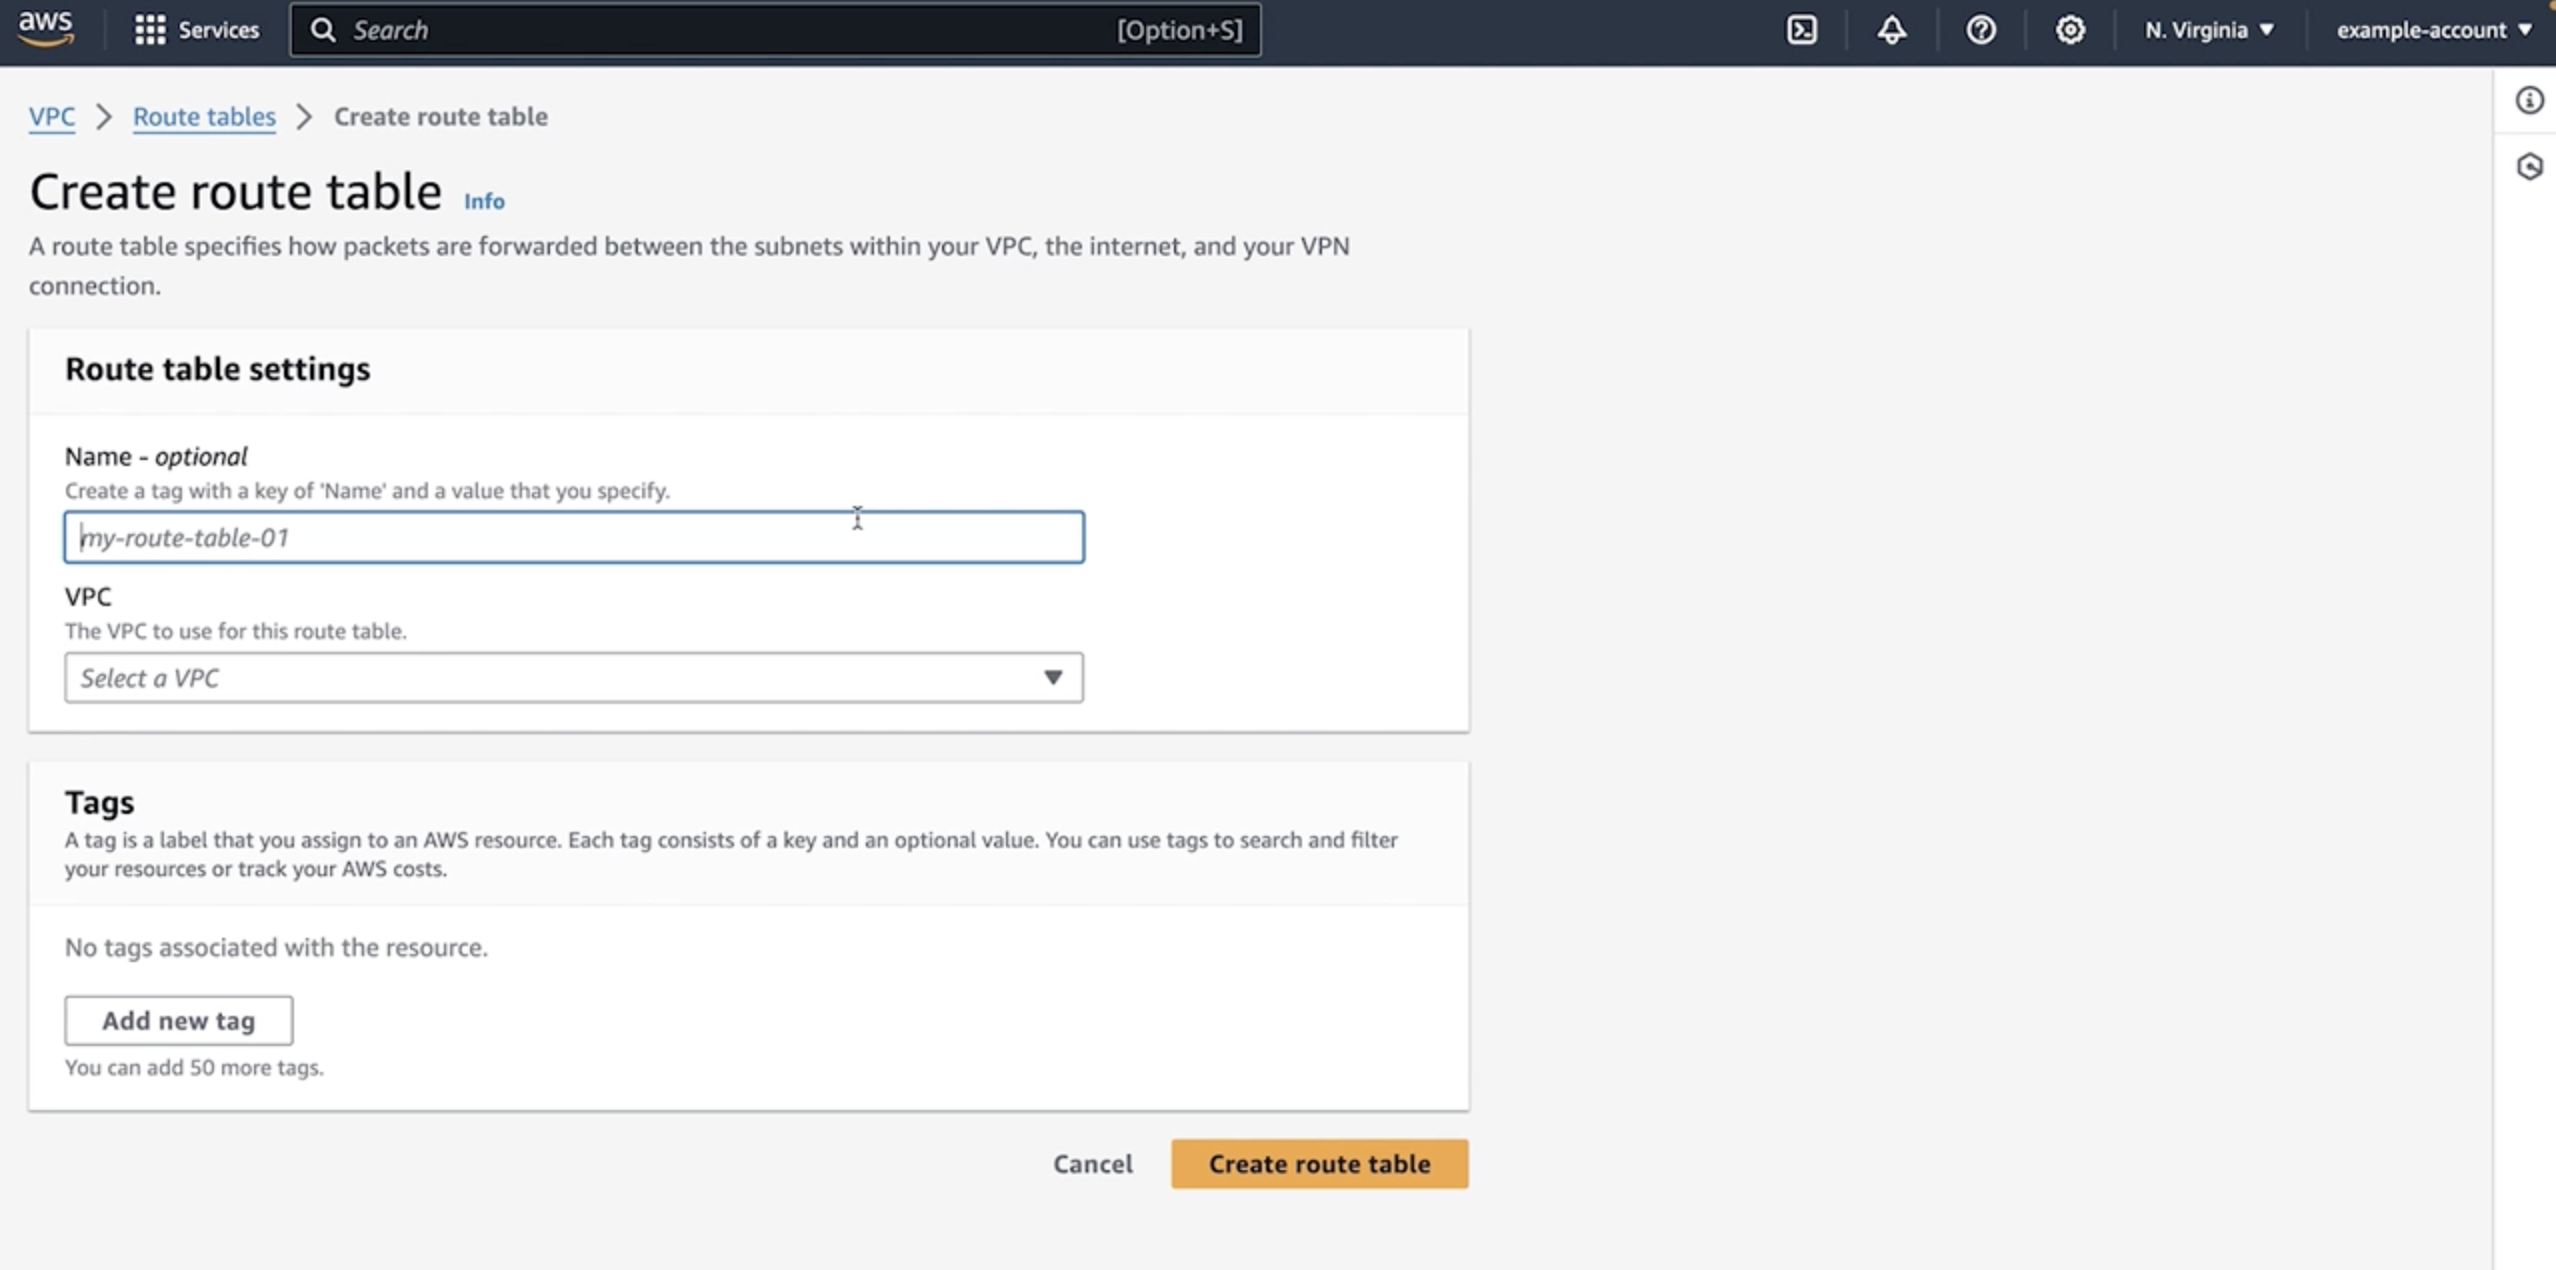 aws
Services
Search
[Option+S]
N. Virginia
example-account
VPC
Route tables
Create route table
Create route table
Info
A route table specifies how packets are forwarded between the subnets within your VPC, the internet, and your VPN
connection.
Route table settings
Name - optional
Create a tag with a key of 'Name' and a value that you specify.
my-route-table-01
VPC
The VPC to use for this route table.
Select a VPC
Tags
A tag is a label that you assign to an AWS resource. Each tag consists of a key and an optional value. You can use tags to search and filter
your resources or track your AWS costs.
No tags associated with the resource.
Add new tag
You can add 50 more tags.
Cancel
Create route table